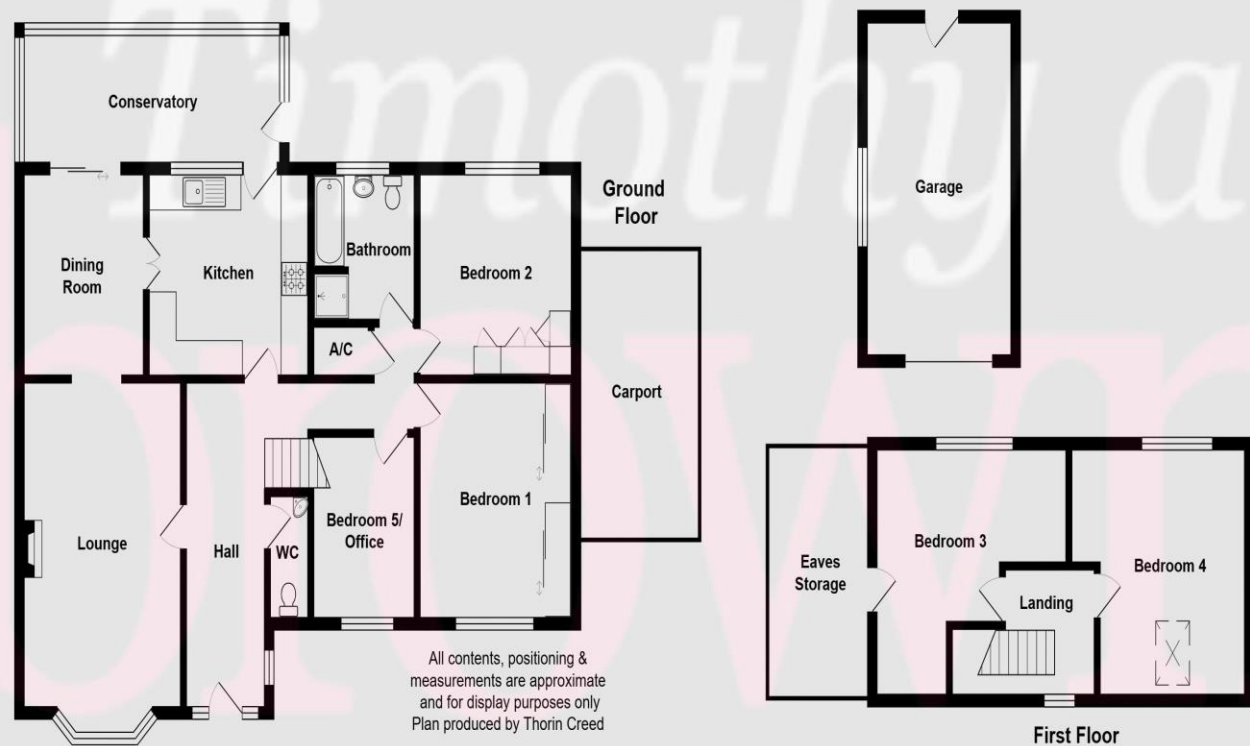 Timothy a
brown
Conservatory
Dining
Room
Kitchen
Bathroom
A/C
Bedroom 2
Ground
Floor
Carport
Garage
Lounge
Hall
WC
Bedroom 5/
Office
Bedroom 1
Eaves
Storage
Bedroom 3
Landing
Bedroom 4
All contents, positioning &
measurements are approximate
and for display purposes only
Plan produced by Thorin Creed
First Floor